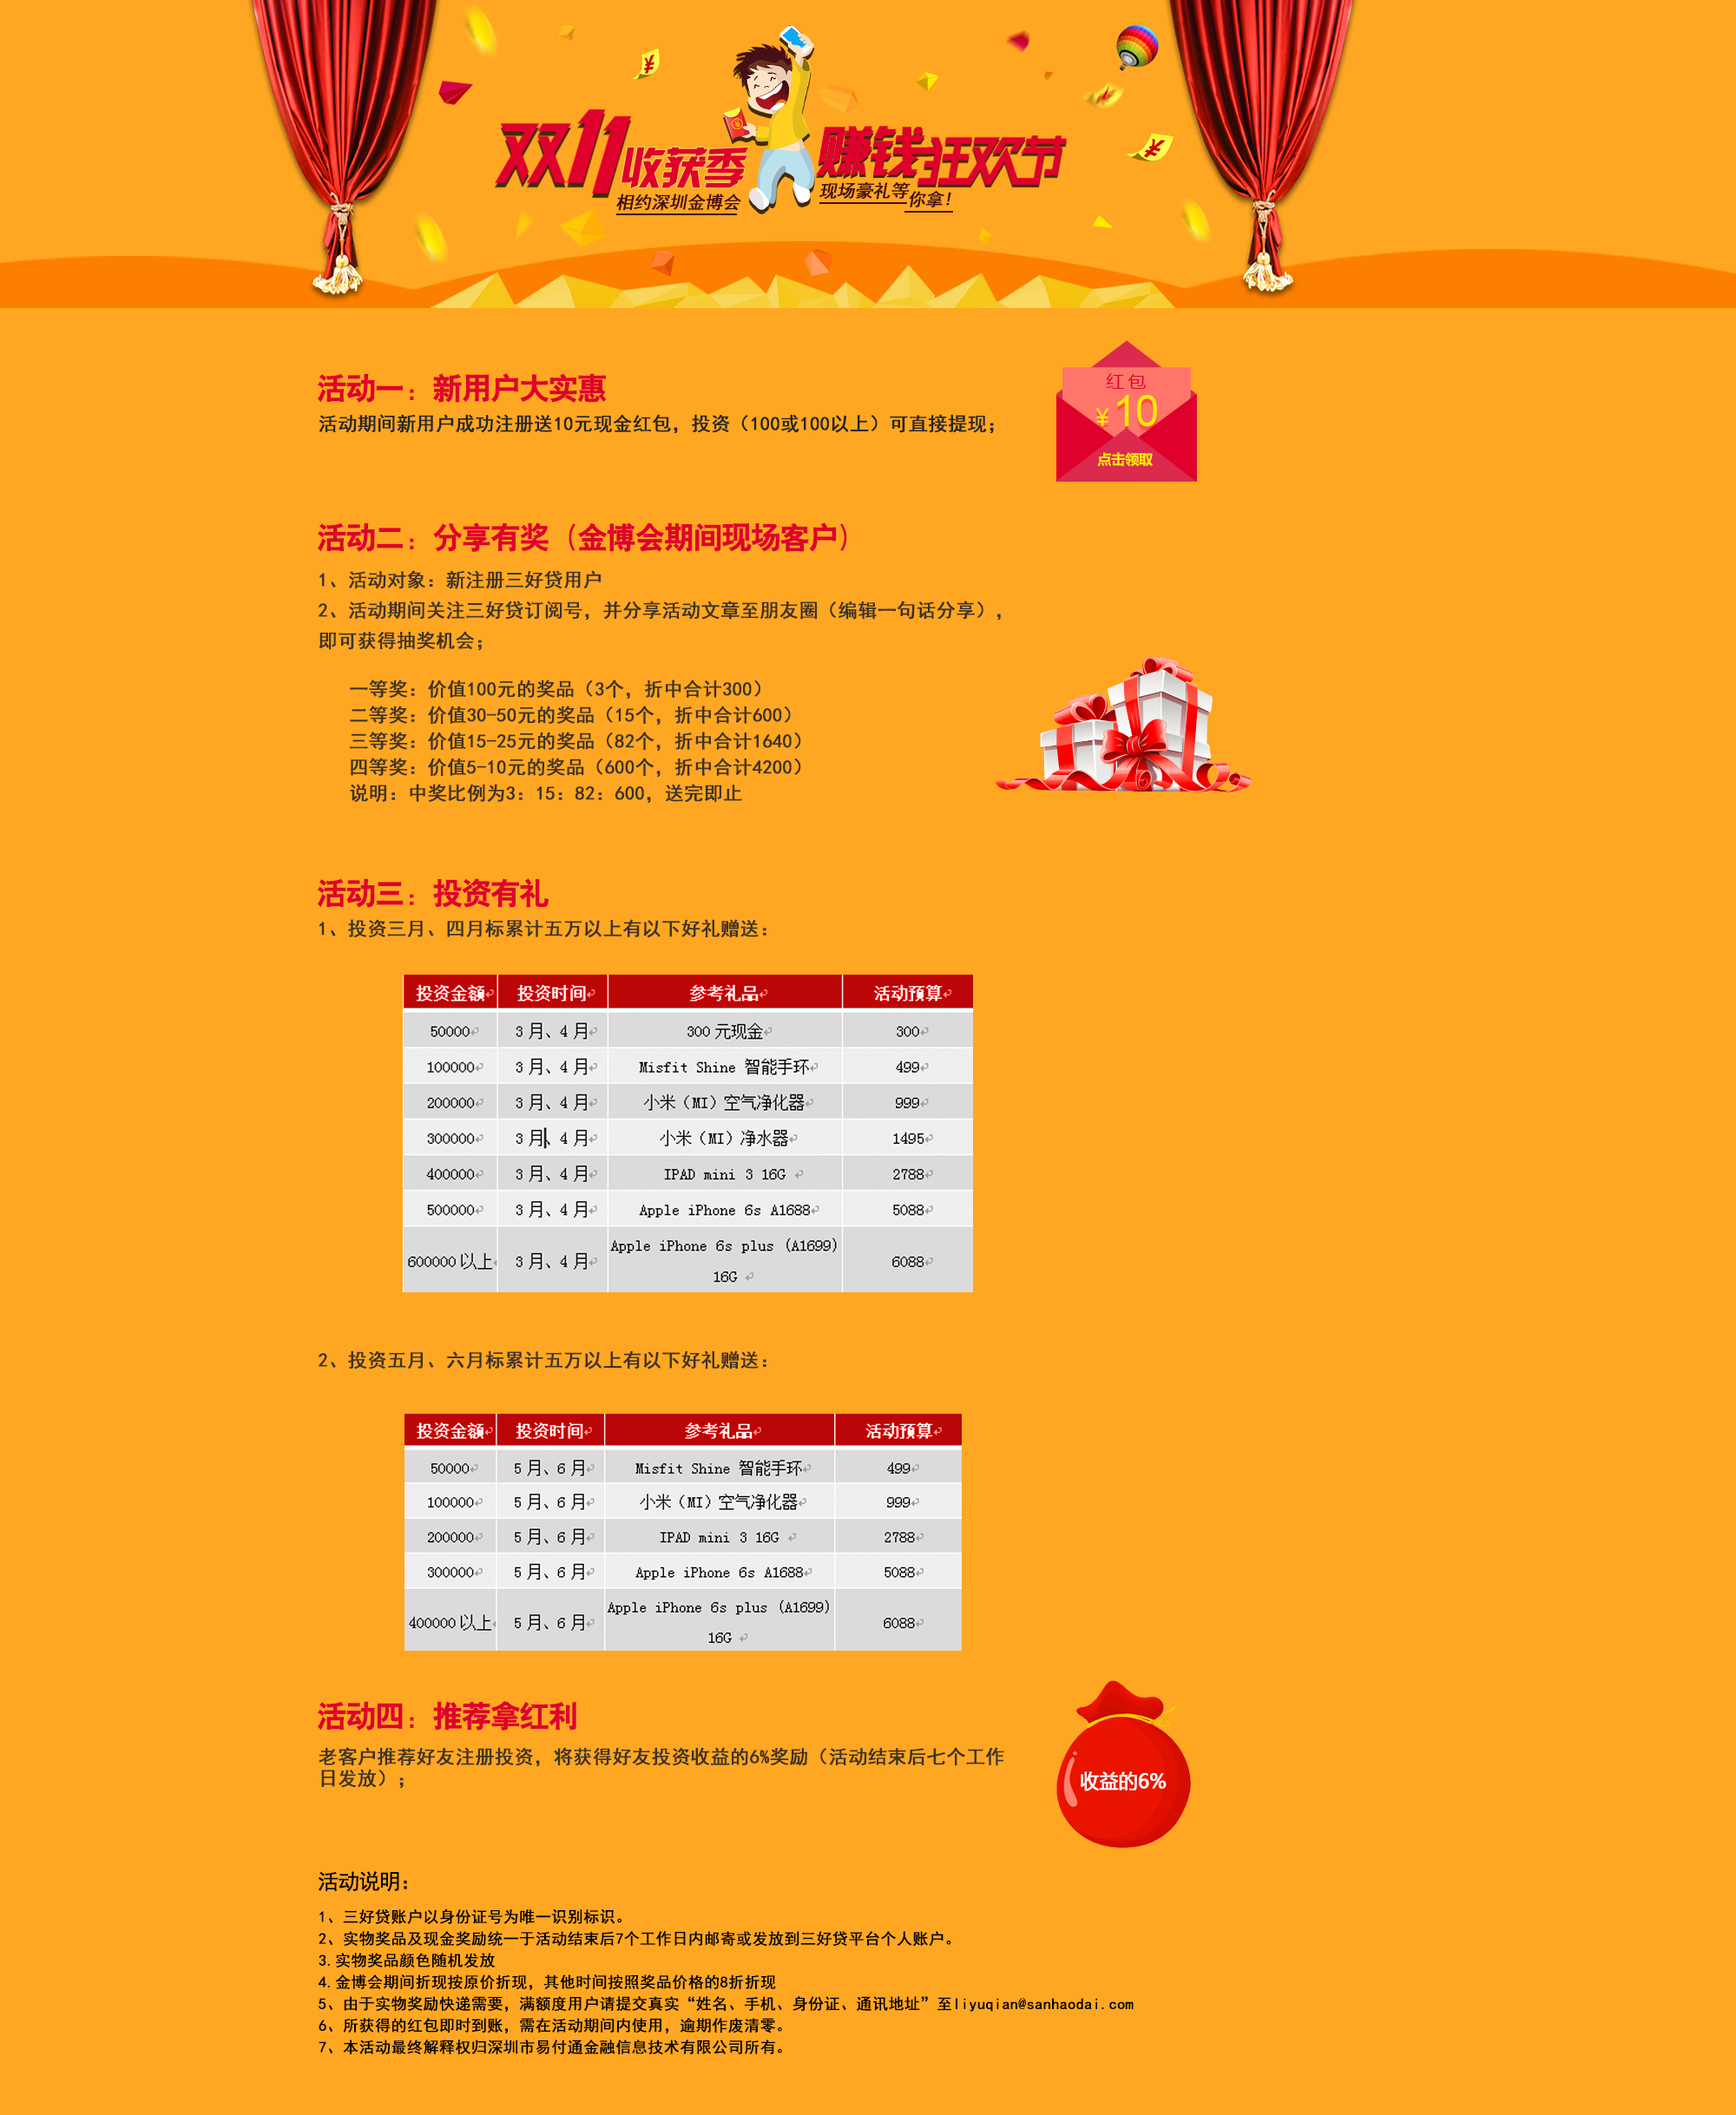 双11收获季 赚钱狂欢节
相约深圳金博会 现场豪礼等你拿！
¥
¥
活动一：新用户大实惠
活动期间新用户成功注册送10元现金红包，投资（100或100以上）可直接提现；
红包
¥10
点击领取
活动二：分享有奖（金博会期间现场客户）
1、活动对象：新注册三好贷用户
2、活动期间关注三好贷订阅号，并分享活动文章至朋友圈（编辑一句话分享），
即可获得抽奖机会；
一等奖：价值100元的奖品（3个，折中合计300）
二等奖：价值30-50元的奖品（15个，折中合计600）
三等奖：价值15-25元的奖品（82个，折中合计1640）
四等奖：价值5-10元的奖品（600个，折中合计4200）
说明：中奖比例为3：15：82：600，送完即止
活动三：投资有礼
1、投资三月、四月标累计五万以上有以下好礼赠送：
投资金额 投资时间 参考礼品 活动预算
50000 3月、4月 300元现金 300
100000 3月、4月 Misfit Shine 智能手环 499
200000 3月、4月 小米（MI）空气净化器 999
300000 3月、4月 小米（MI）净水器 1495
400000 3月、4月 IPAD mini 3 16G 2788
500000 3月、4月 Apple iPhone 6s A1688 5088
600000以上 3月、4月 Apple iPhone 6s plus (A1699) 16G 6088
2、投资五月、六月标累计五万以上有以下好礼赠送：
投资金额 投资时间 参考礼品 活动预算
50000 5月、6月 Misfit Shine 智能手环 499
100000 5月、6月 小米（MI）空气净化器 999
200000 5月、6月 IPAD mini 3 16G 2788
300000 5月、6月 Apple iPhone 6s A1688 5088
400000以上 5月、6月 Apple iPhone 6s plus (A1699) 16G 6088
活动四：推荐拿红利
老客户推荐好友注册投资，将获得好友投资收益的6%奖励（活动结束后七个工作
日发放）；
收益的6%
活动说明：
1、三好贷账户以身份证号为唯一识别标识。
2、实物奖品及现金奖励统一于活动结束后7个工作日内邮寄或发放到三好贷平台个人账户。
3.实物奖品颜色随机发放
4.金博会期间折现按原价折现，其他时间按照奖品价格的8折折现
5、由于实物奖励快递需要，满额度用户请提交真实“姓名、手机、身份证、通讯地址”至liyuqian@sanhaodai.com
6、所获得的红包即时到账，需在活动期间内使用，逾期作废清零。
7、本活动最终解释权归深圳市易付通金融信息技术有限公司所有。